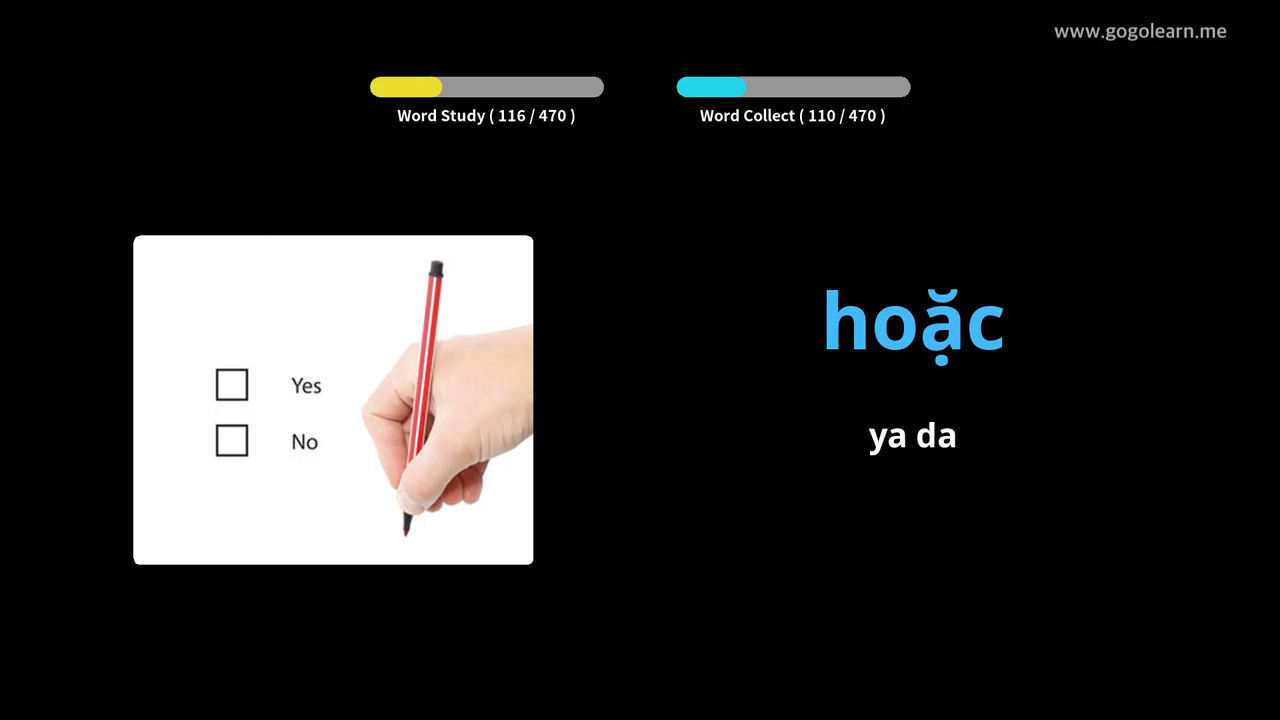 www.gogolearn.me
Word Study ( 116 / 470 )
Word Collect ( 110 / 470 )
Yes
No
hoặc
ya da